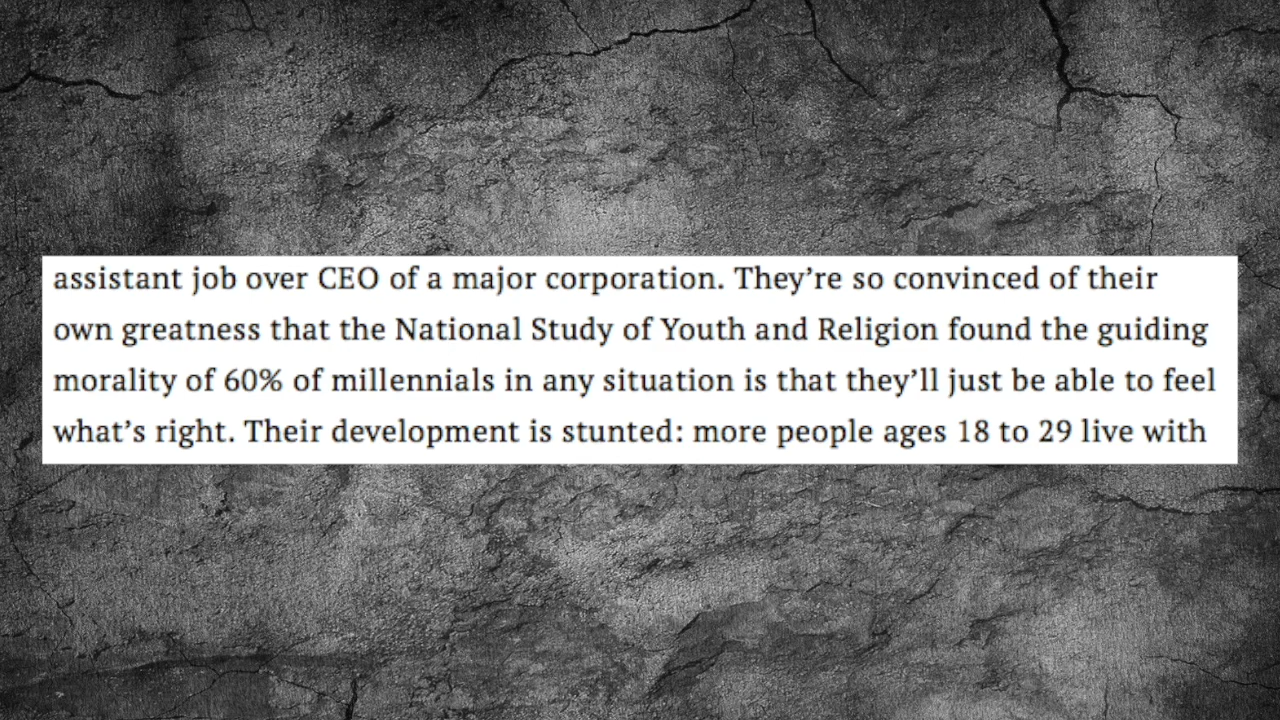 assistant job over CEO of a major corporation. They’re so convinced of their
own greatness that the National Study of Youth and Religion found the guiding
morality of 60% of millennials in any situation is that they’ll just be able to feel
what’s right. Their development is stunted: more people ages 18 to 29 live with